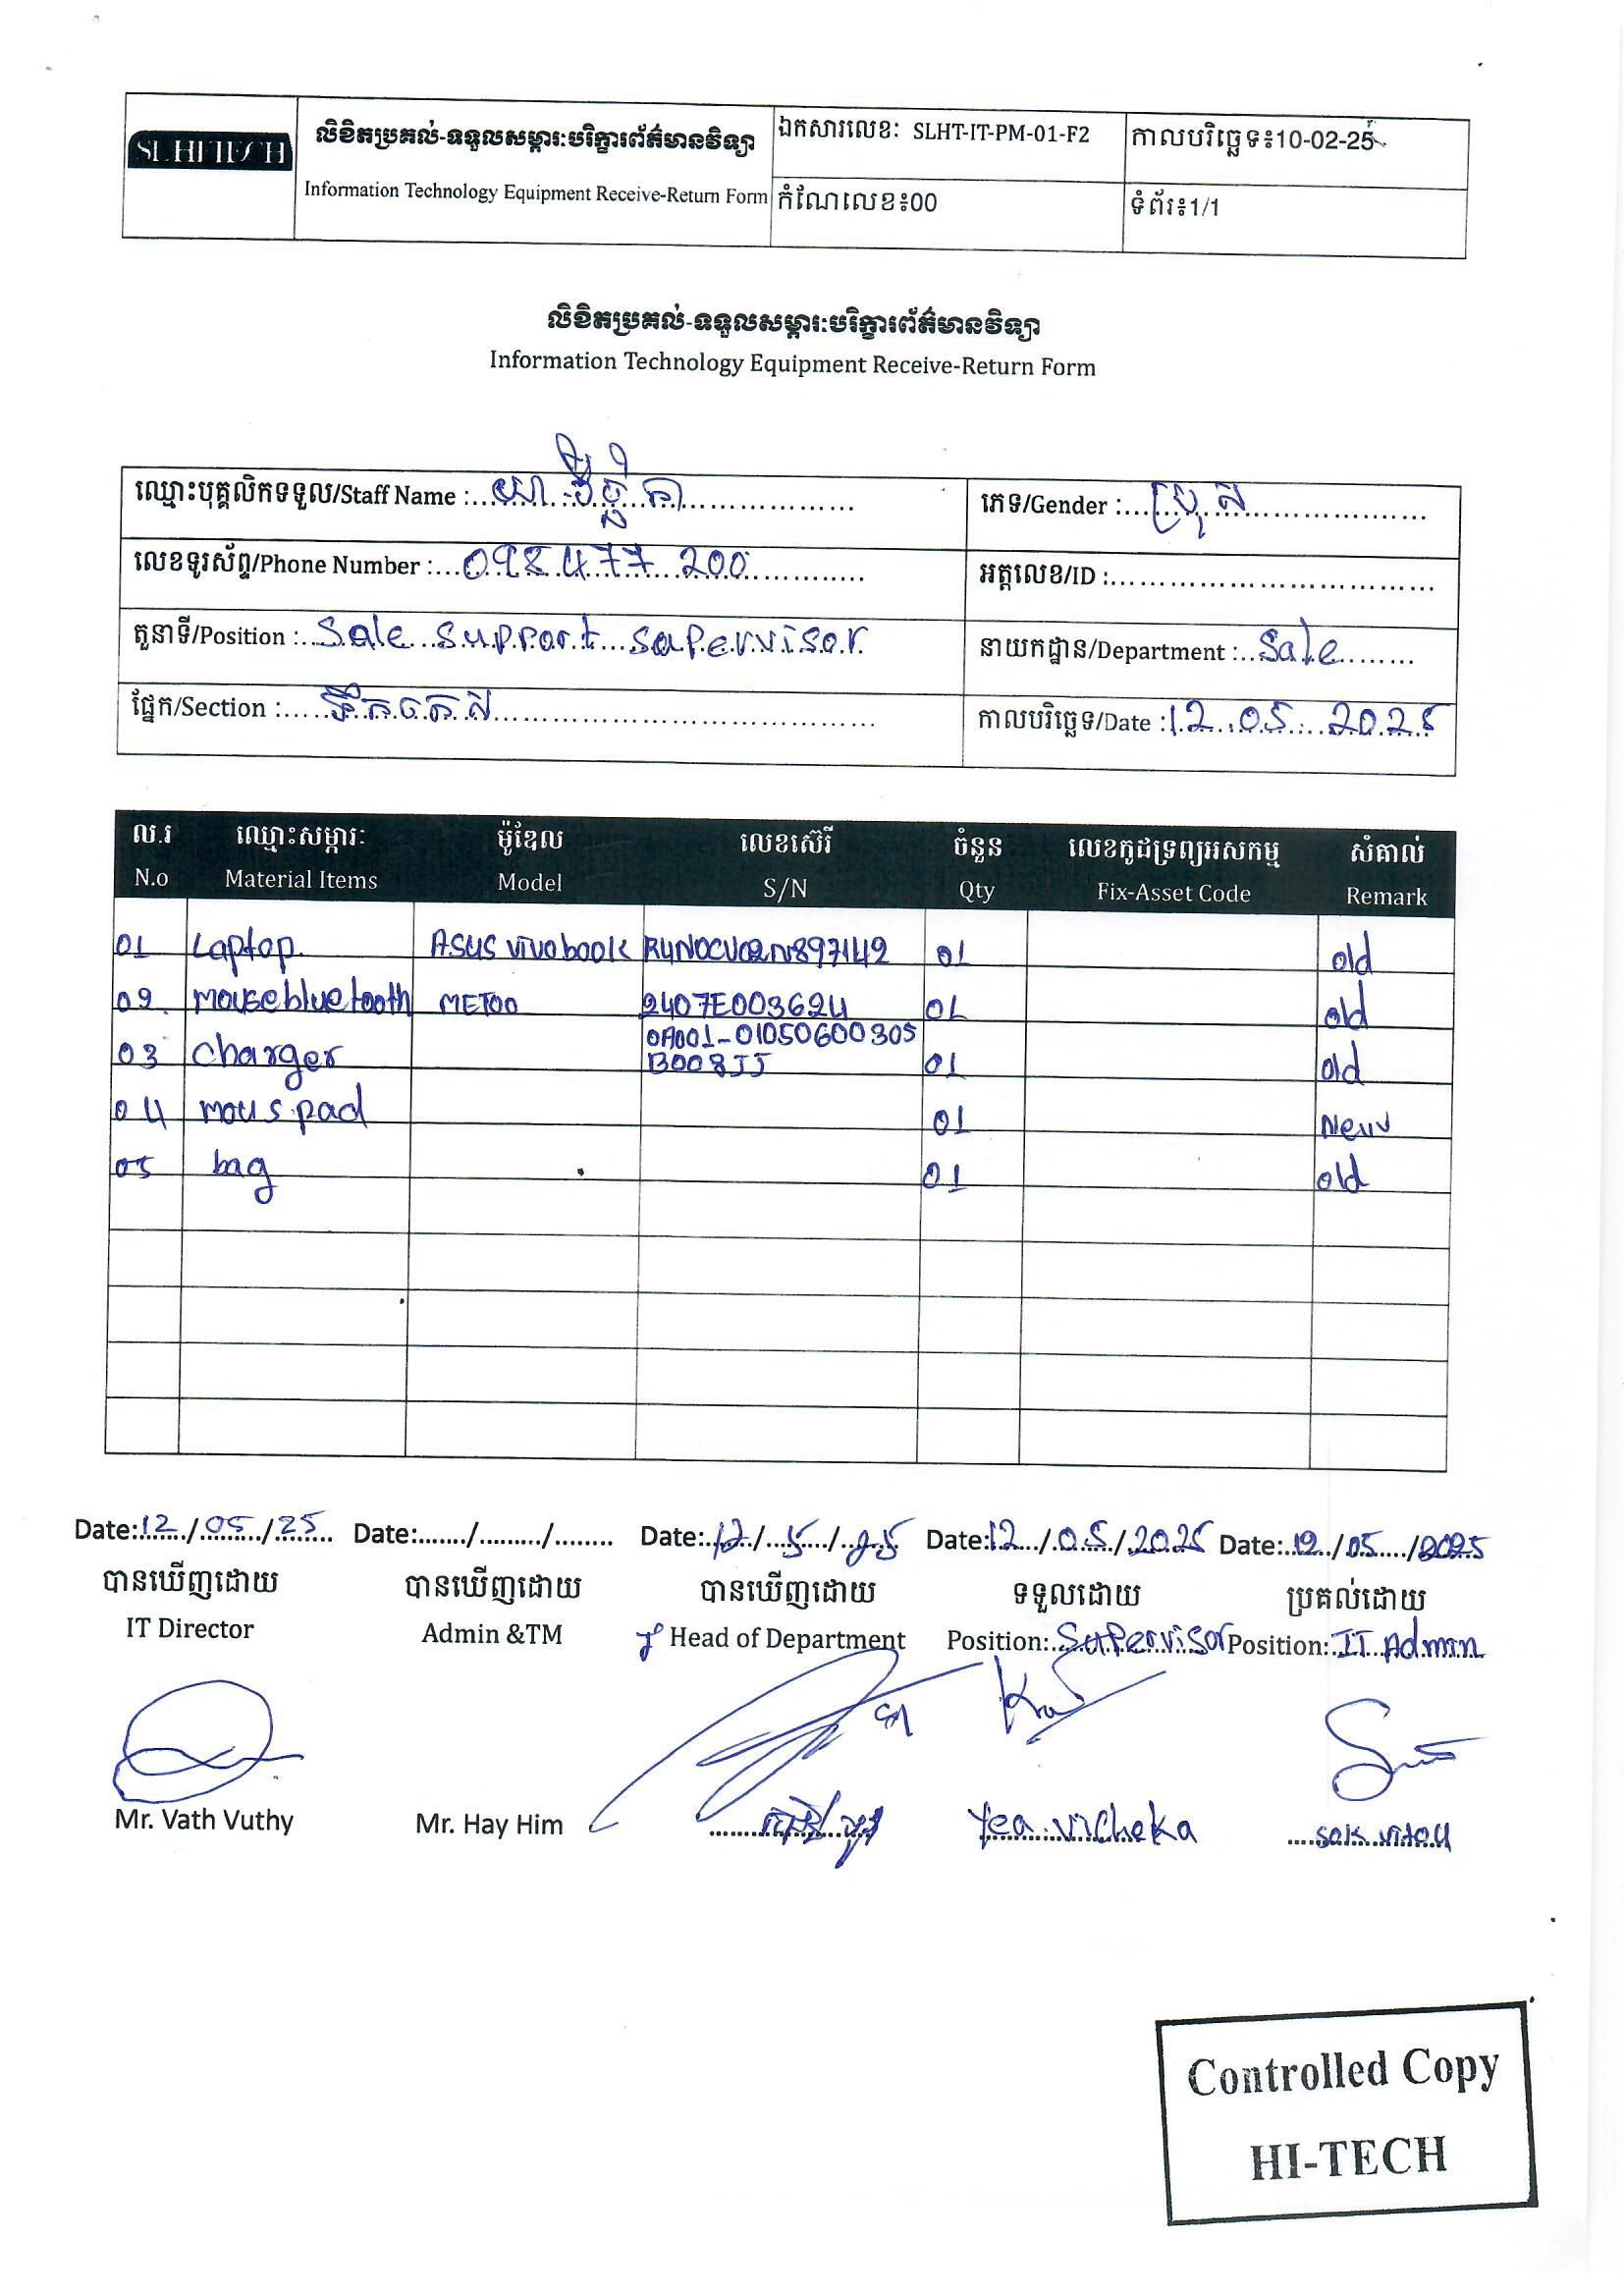 SL HI TECH
លិខិតប្រគល់-ទទួលសម្ភារៈបរិក្ខារព័ត៌មានវិទ្យា
Information Technology Equipment Receive-Return Form
ឯកសារលេខៈ SLHT-IT-PM-01-F2
កាលបរិច្ឆេទ៖10-02-25
កំណែលេខ៖00
ទំព័រ៖1/1
លិខិតប្រគល់-ទទួលសម្ភារៈបរិក្ខារព័ត៌មានវិទ្យា
Information Technology Equipment Receive-Return Form
ឈ្មោះបុគ្គលិកទទួល/Staff Name : យា
ភេទ/Gender : ប្រុស
លេខទូរស័ព្ទ/Phone Number : 098 477 200
អត្តលេខ/ID :
តួនាទី/Position : Sale support supervisor
នាយកដ្ឋាន/Department : Sale
ផ្នែក/Section :
កាលបរិច្ឆេទ/Date : 12.05.2025
ល.រ ឈ្មោះសម្ភារៈ ម៉ូឌែល លេខស៊េរី ចំនួន លេខកូដទ្រព្យអសកម្ម សំគាល់
N.o Material Items Model S/N Qty Fix-Asset Code Remark
01 Laptop ASUS vivobook R4N0CV02N897142 01 old
02 mouse bluetooth METOO 2407E003624 01 old
03 charger 0A001-01050600305 B008JJ 01 old
04 mous pad 01 New
05 bag 01 old
Date: 12/05/25 Date:....../........./........ Date: 12/5/25 Date: 12/05/2025 Date: 12/05/2025
បានឃើញដោយ បានឃើញដោយ បានឃើញដោយ ទទួលដោយ ប្រគល់ដោយ
IT Director Admin &TM Head of Department Position: Supervisor Position: IT Admin
Mr. Vath Vuthy Mr. Hay Him Yea vicheka
Controlled Copy
HI-TECH